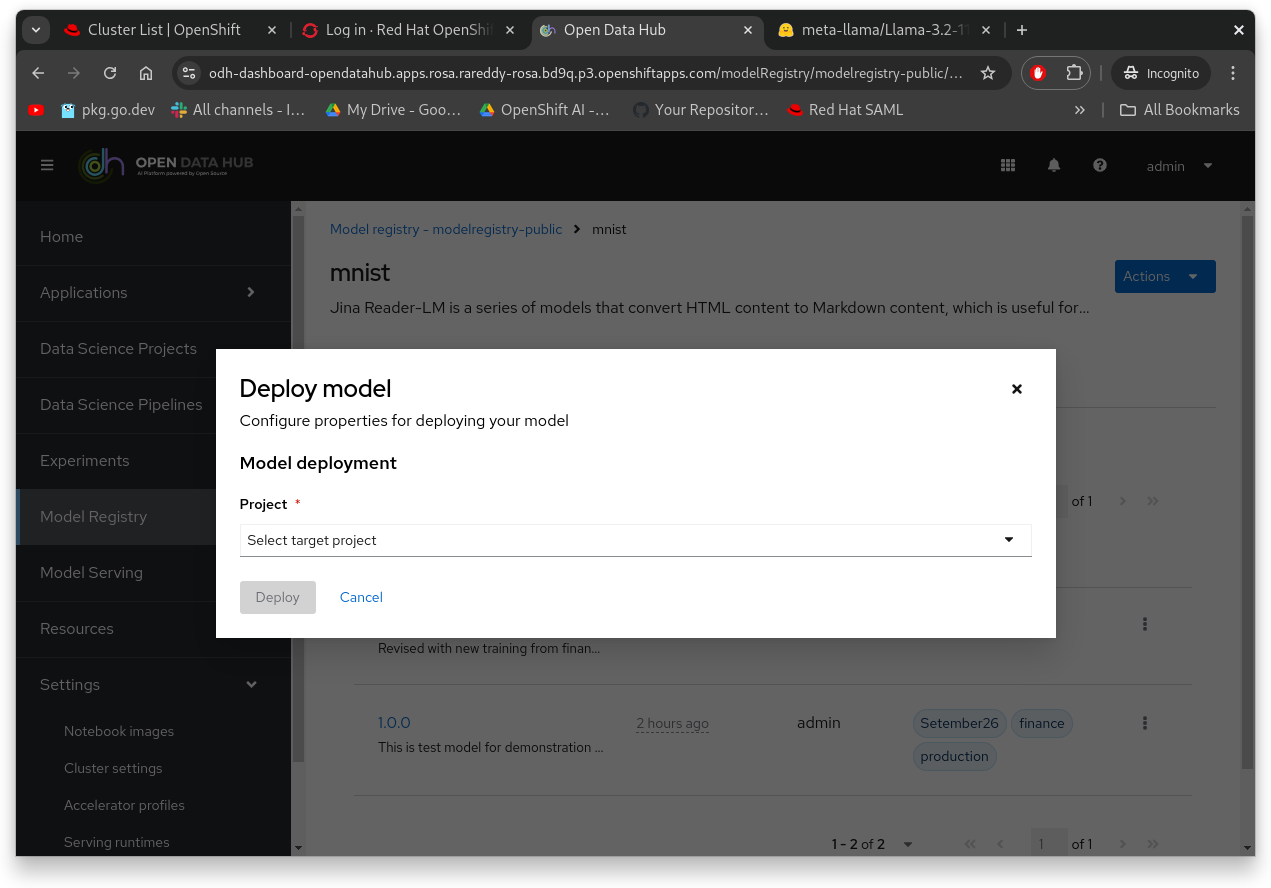 Cluster List | OpenShift
Log in · Red Hat OpenShi
Open Data Hub
meta-llama/Llama-3.2-1
odh-dashboard-opendatahub.apps.rosa.rareddy-rosa.bd9q.p3.openshiftapps.com/modelRegistry/modelregistry-public/...
Incognito
pkg.go.dev
All channels - I...
My Drive - Goo...
OpenShift AI -...
Your Repositor...
Red Hat SAML
»
All Bookmarks
OPEN DATA HUB
AI Platform powered by Open Source
admin
Home
Applications
Data Science Projects
Data Science Pipelines
Experiments
Model Registry
Model Serving
Resources
Settings
Notebook images
Cluster settings
Accelerator profiles
Serving runtimes
Model registry - modelregistry-public > mnist
mnist
Actions
Jina Reader-LM is a series of models that convert HTML content to Markdown content, which is useful for...
Deploy model
Configure properties for deploying your model
Model deployment
Project *
Select target project
Deploy
Cancel
of 1
Revised with new training from finan...
1.0.0
2 hours ago
admin
Setember26
finance
production
This is test model for demonstration ...
1 - 2 of 2
1
of 1